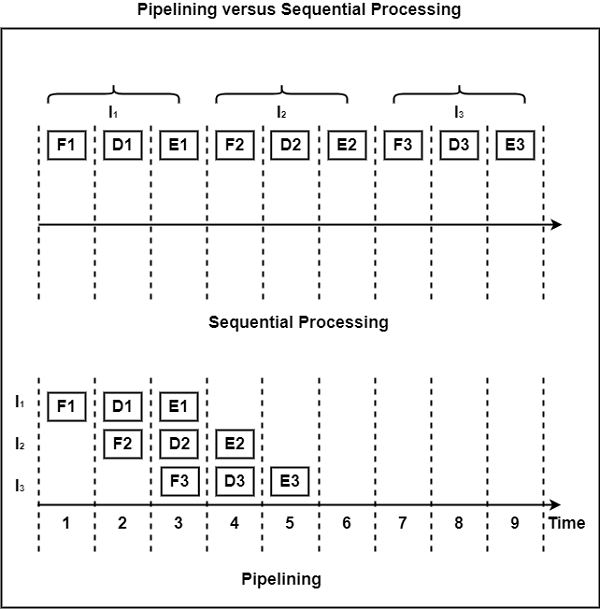 Pipelining versus Sequential Processing
I₁ I₂ I₃
F1 D1 E1 F2 D2 E2 F3 D3 E3
Sequential Processing
I₁ F1 D1 E1
I₂ F2 D2 E2
I₃ F3 D3 E3
1 2 3 4 5 6 7 8 9 Time
Pipelining